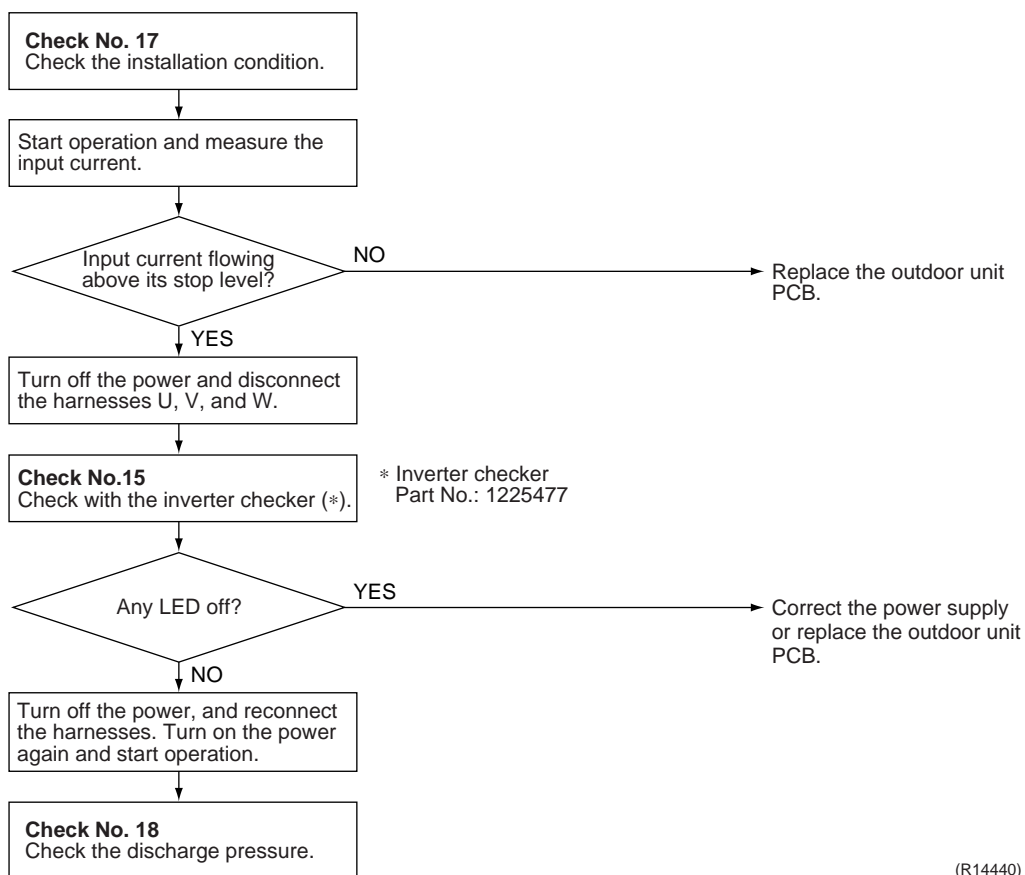 Check No. 17
Check the installation condition.
Start operation and measure the
input current.
Input current flowing
above its stop level?
NO
Replace the outdoor unit
PCB.
YES
Turn off the power and disconnect
the harnesses U, V, and W.
Check No.15
Check with the inverter checker (∗).
∗ Inverter checker
Part No.: 1225477
Any LED off?
YES
Correct the power supply
or replace the outdoor unit
PCB.
NO
Turn off the power, and reconnect
the harnesses. Turn on the power
again and start operation.
Check No. 18
Check the discharge pressure.
(R14440)